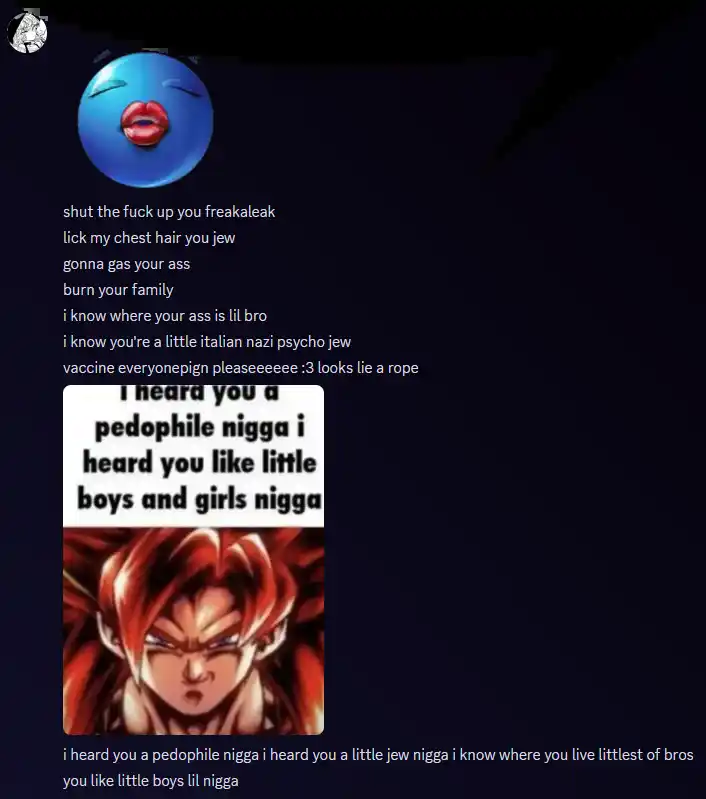 shut the fuck up you freakaleak
lick my chest hair you jew
gonna gas your ass
burn your family
i know where your ass is lil bro
i know you're a little italian nazi psycho jew
vaccine everyonepign pleaseeeeee :3 looks lie a rope
i heard you a
pedophile nigga i
heard you like little
boys and girls nigga
i heard you a pedophile nigga i heard you a little jew nigga i know where you live littlest of bros
you like little boys lil nigga